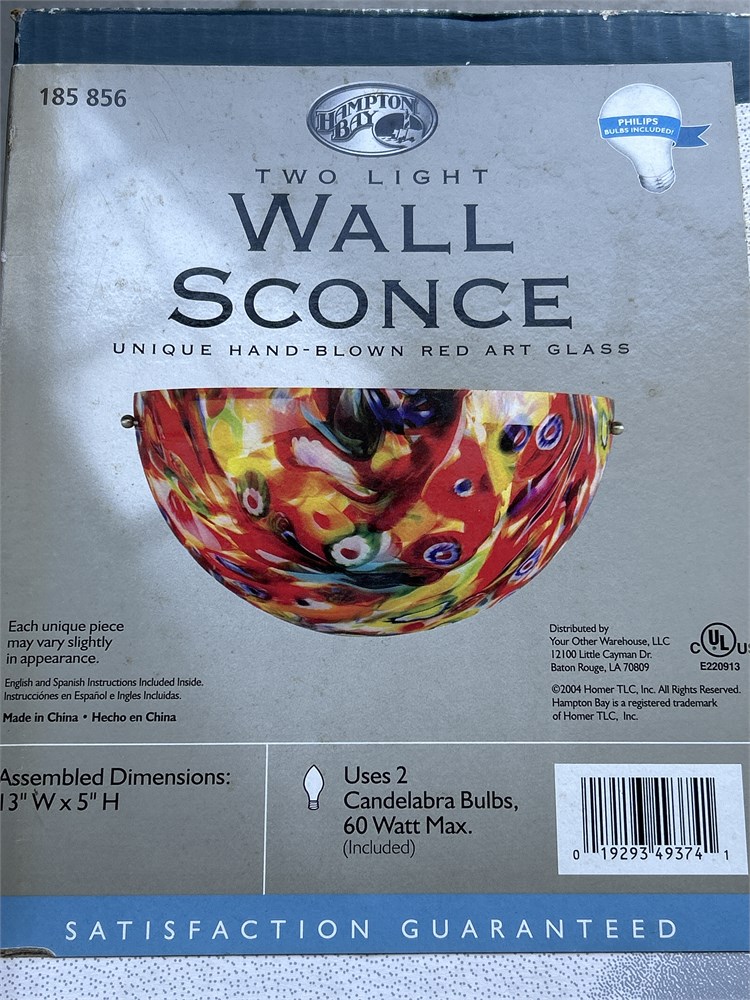 185 856
HAMPTON
BAY
PHILIPS
BULBS INCLUDED!
TWO LIGHT
WALL
SCONCE
UNIQUE HAND-BLOWN RED ART GLASS
Each unique piece
may vary slightly
in appearance.
English and Spanish Instructions Included Inside.
Instrucciónes en Español e Ingles Incluidas.
Made in China • Hecho en China
Distributed by
Your Other Warehouse, LLC
12100 Little Cayman Dr.
Baton Rouge, LA 70809
C UL US
E220913
©2004 Homer TLC, Inc. All Rights Reserved.
Hampton Bay is a registered trademark
of Homer TLC, Inc.
Assembled Dimensions:
13" W x 5" H
Uses 2
Candelabra Bulbs,
60 Watt Max.
(Included)
0 19293 49374 1
SATISFACTION GUARANTEED